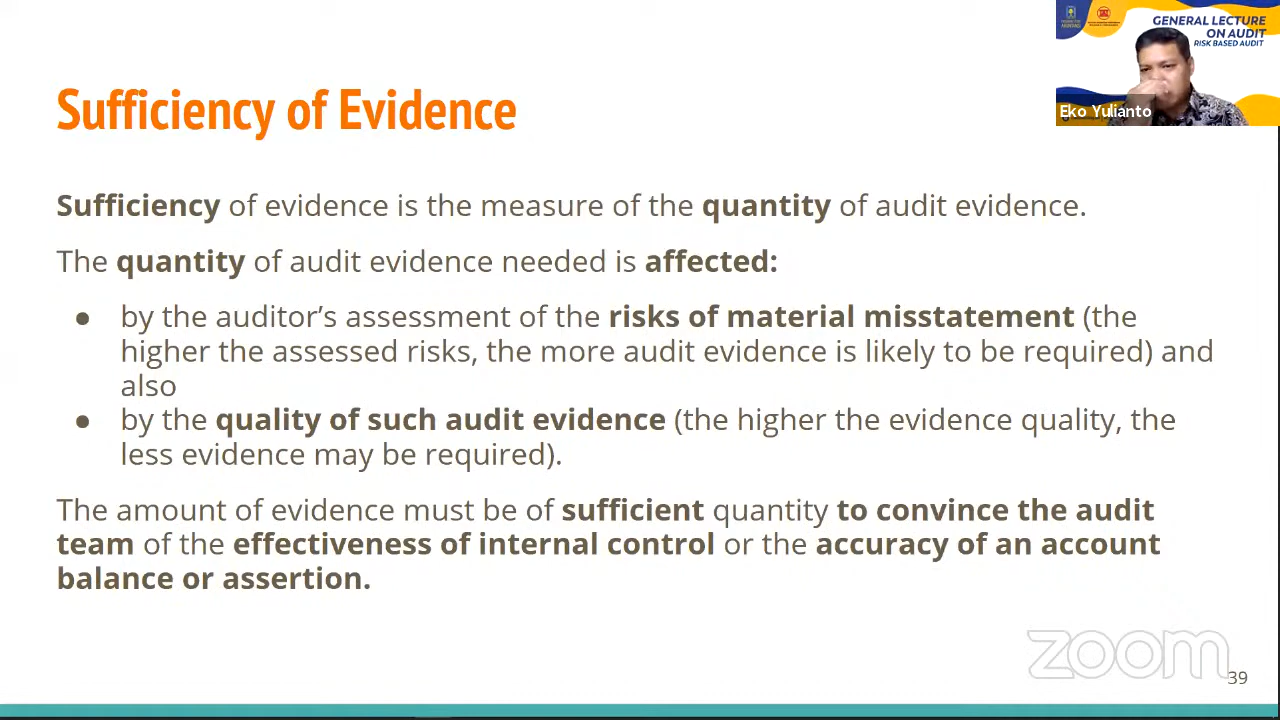 GENERAL LECTURE
ON AUDIT
RISK BASED AUDIT
Eko Yulianto
Sufficiency of Evidence
Sufficiency of evidence is the measure of the quantity of audit evidence.
The quantity of audit evidence needed is affected:
● by the auditor’s assessment of the risks of material misstatement (the
higher the assessed risks, the more audit evidence is likely to be required) and
also
● by the quality of such audit evidence (the higher the evidence quality, the
less evidence may be required).
The amount of evidence must be of sufficient quantity to convince the audit
team of the effectiveness of internal control or the accuracy of an account
balance or assertion.
zoom
39